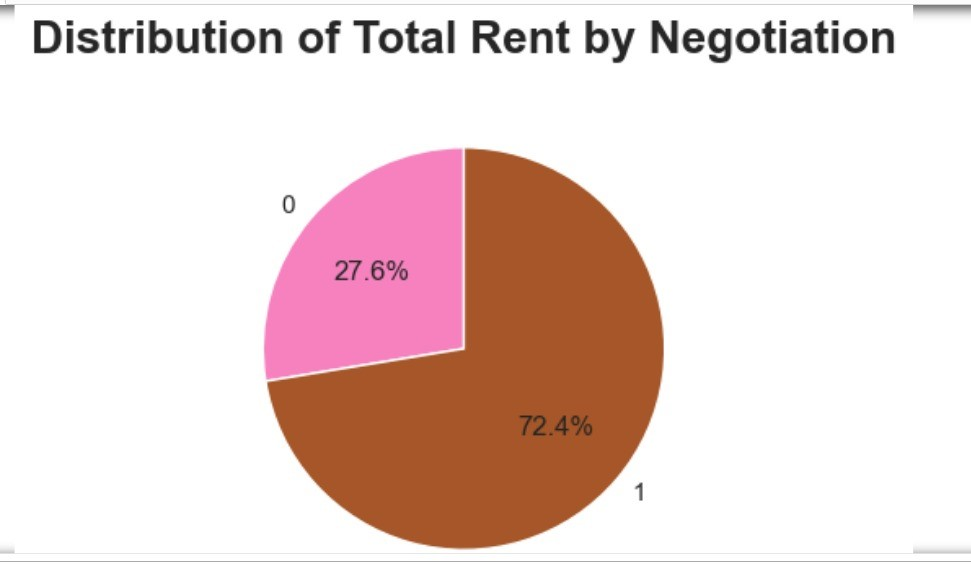 Distribution of Total Rent by Negotiation
0
27.6%
72.4%
1